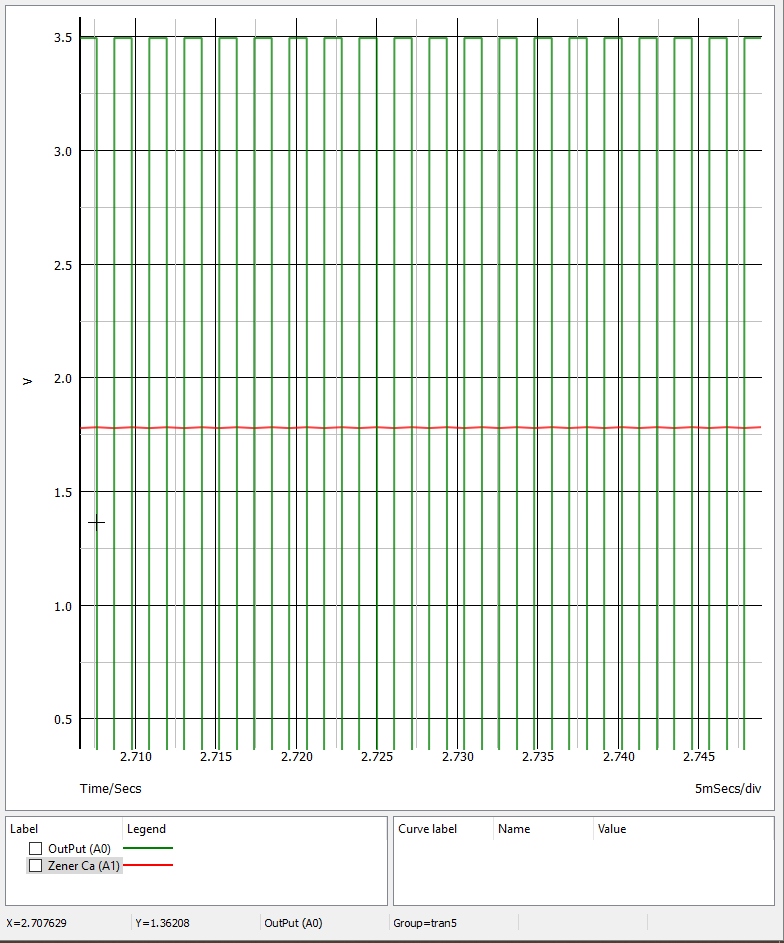 3.5
3.0
2.5
V
2.0
1.5
1.0
0.5
2.710 2.715 2.720 2.725 2.730 2.735 2.740 2.745
Time/Secs 5mSecs/div
Label Legend Curve label Name Value
OutPut (A0)
Zener Ca (A1)
X=2.707629 Y=1.36208 OutPut (A0) Group=tran5